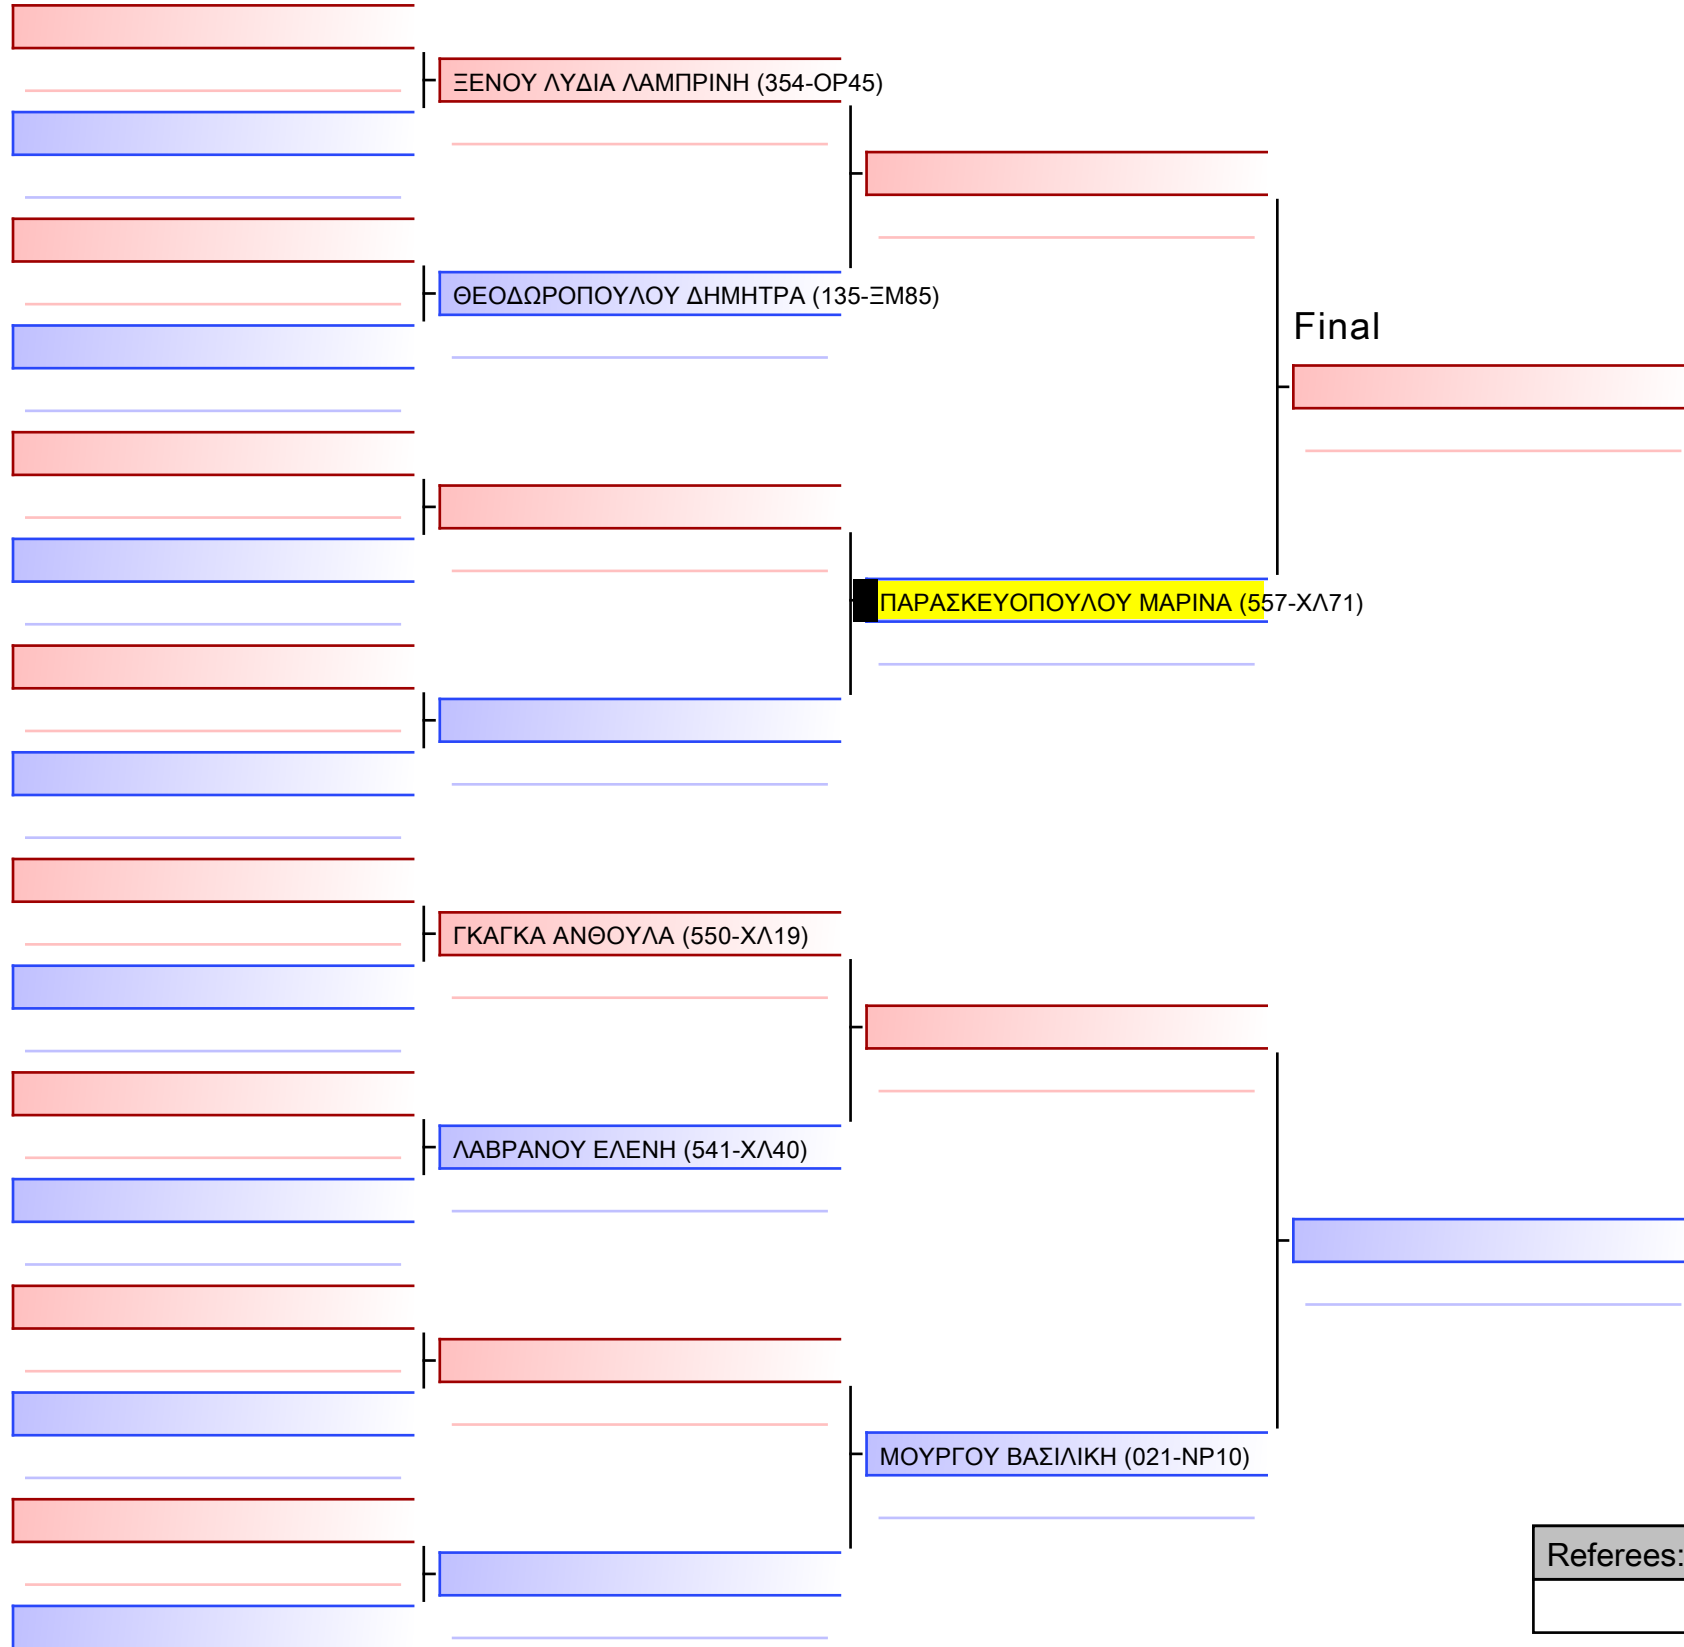 ΞΕΝΟΥ ΛΥΔΙΑ ΛΑΜΠΡΙΝΗ (354-ΟΡ45)
ΘΕΟΔΩΡΟΠΟΥΛΟΥ ΔΗΜΗΤΡΑ (135-ΞΜ85)
Final
ΠΑΡΑΣΚΕΥΟΠΟΥΛΟΥ ΜΑΡΙΝΑ (557-ΧΛ71)
ΓΚΑΓΚΑ ΑΝΘΟΥΛΑ (550-ΧΛ19)
ΛΑΒΡΑΝΟΥ ΕΛΕΝΗ (541-ΧΛ40)
ΜΟΥΡΓΟΥ ΒΑΣΙΛΙΚΗ (021-ΝΡ10)
Referees: